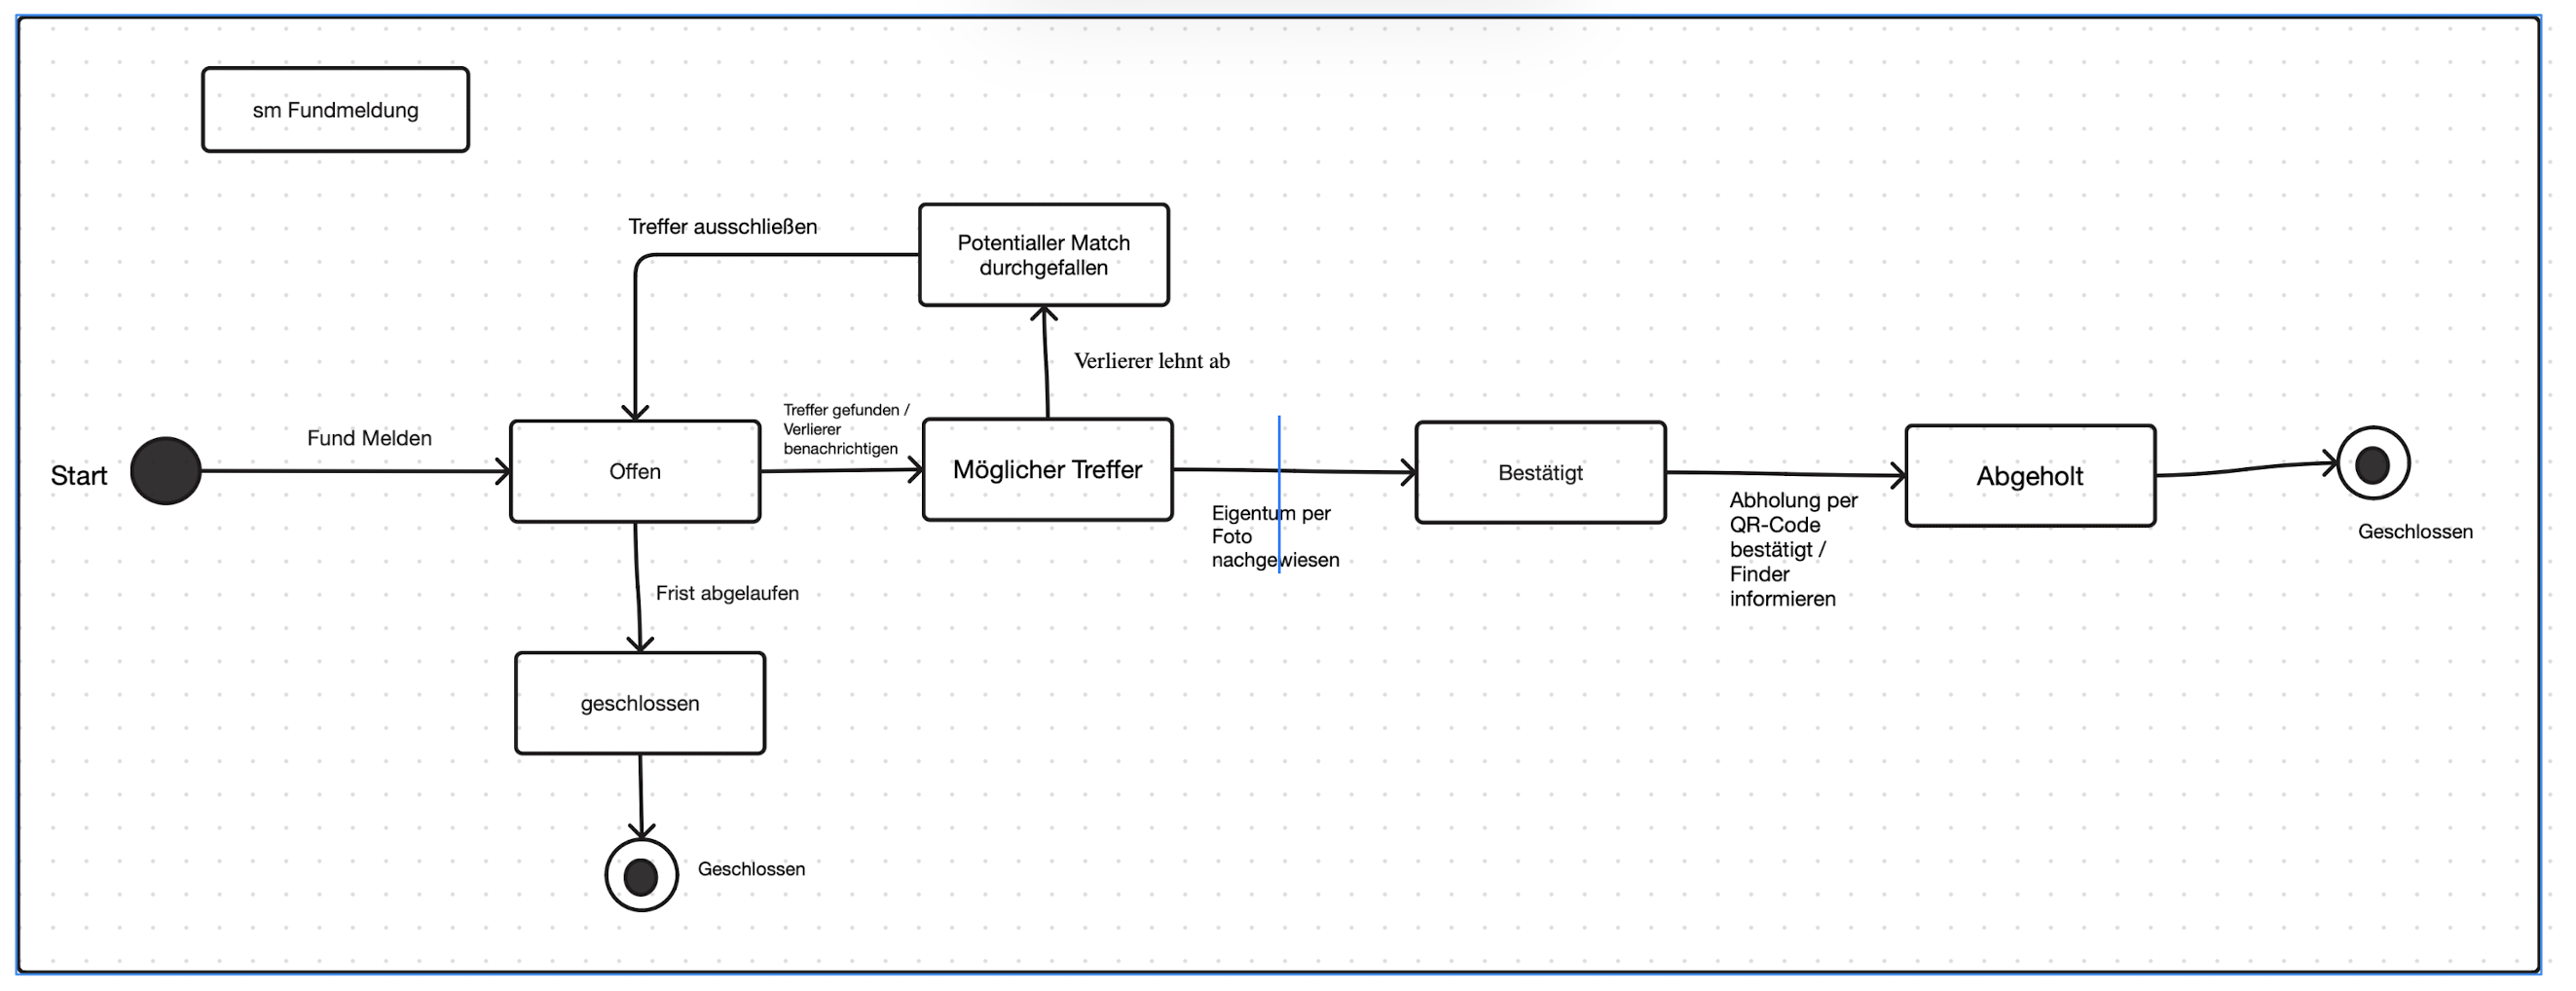 sm Fundmeldung
Treffer ausschließen
Potentialler Match
durchgefallen
Verlierer lehnt ab
Start
Fund Melden
Offen
Treffer gefunden /
Verlierer
benachrichtigen
Möglicher Treffer
Eigentum per
Foto
nachgewiesen
Bestätigt
Abholung per
QR-Code
bestätigt /
Finder
informieren
Abgeholt
Geschlossen
Frist abgelaufen
geschlossen
Geschlossen